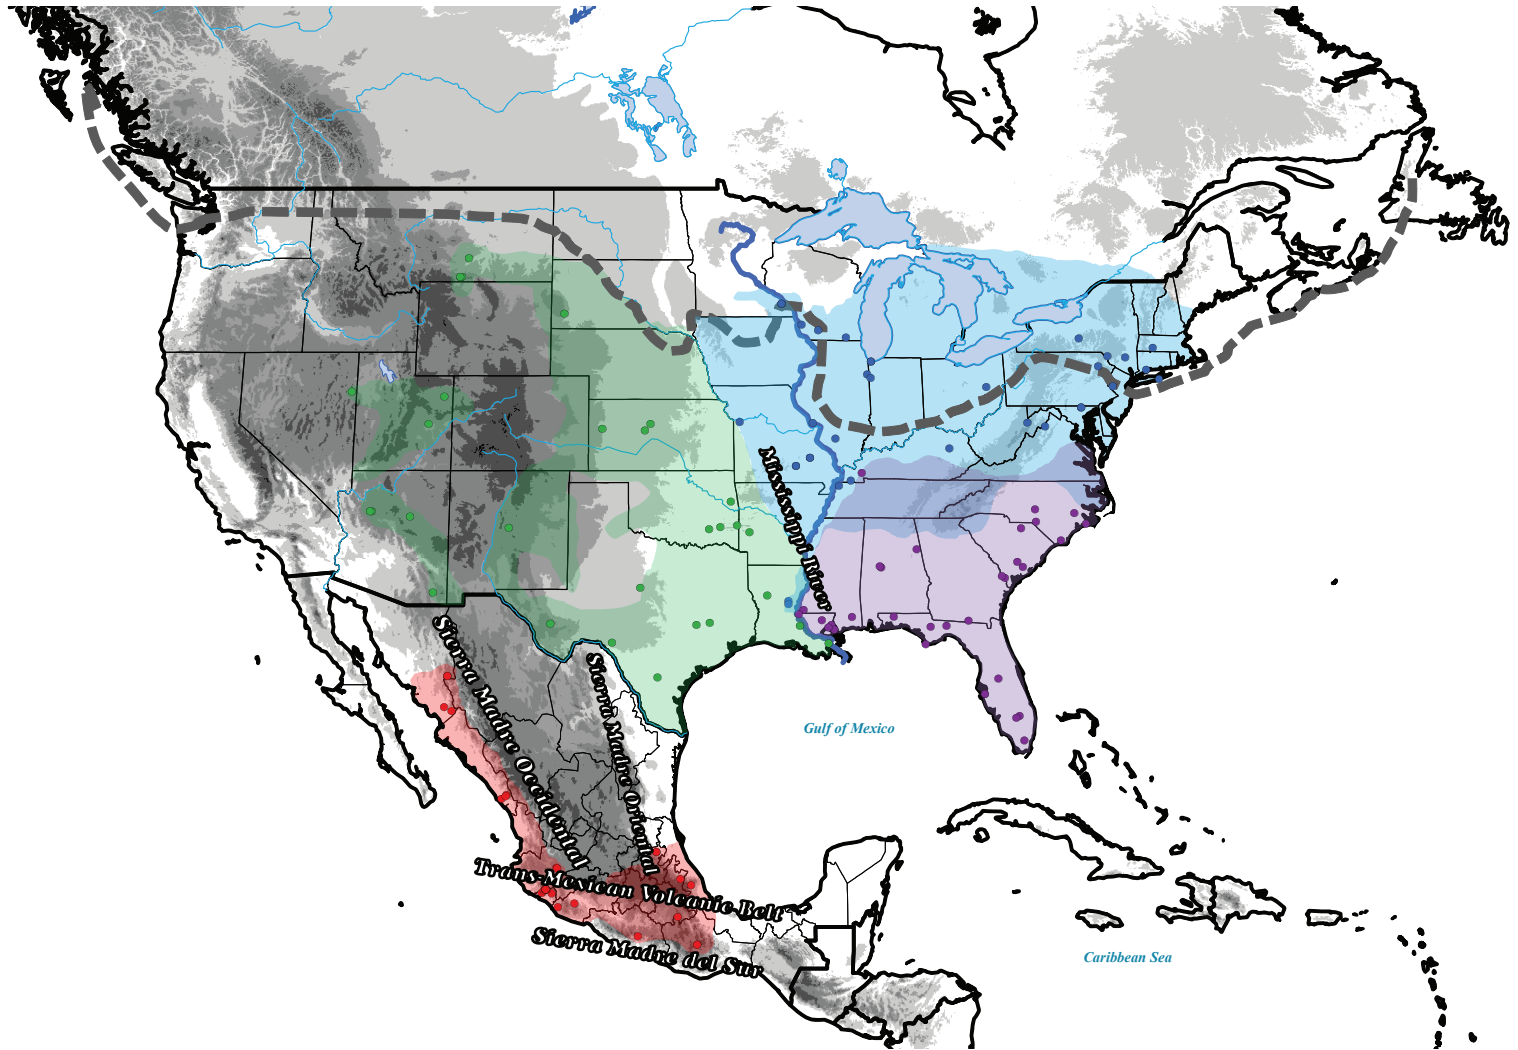 Mississippi River
Sierra Madre Occidental
Sierra Madre Oriental
Gulf of Mexico
Trans-Mexican Volcanic Belt
Sierra Madre del Sur
Caribbean Sea